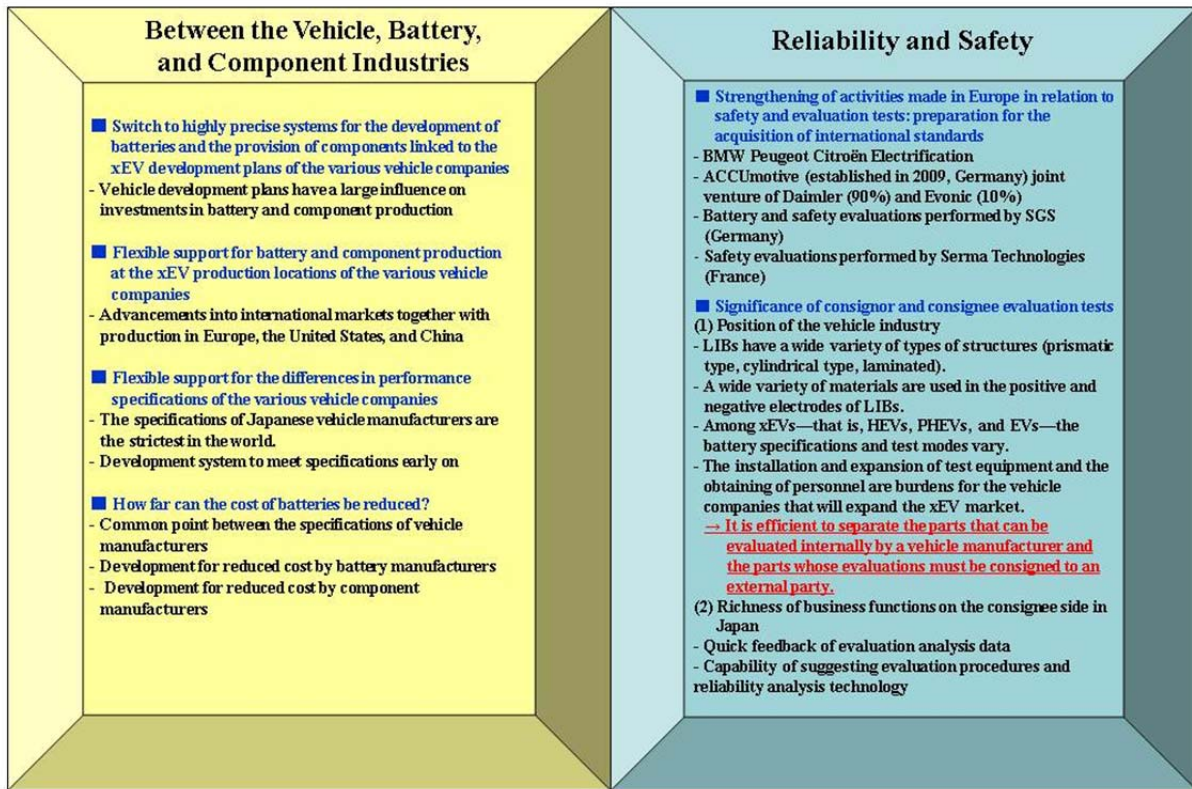 Between the Vehicle, Battery,
and Component Industries
■ Switch to highly precise systems for the development of
batteries and the provision of components linked to the
xEV development plans of the various vehicle companies
- Vehicle development plans have a large influence on
investments in battery and component production
■ Flexible support for battery and component production
at the xEV production locations of the various vehicle
companies
- Advancements into international markets together with
production in Europe, the United States, and China
■ Flexible support for the differences in performance
specifications of the various vehicle companies
- The specifications of Japanese vehicle manufacturers are
the strictest in the world.
- Development system to meet specifications early on
■ How far can the cost of batteries be reduced?
- Common point between the specifications of vehicle
manufacturers
- Development for reduced cost by battery manufacturers
- Development for reduced cost by component
manufacturers
Reliability and Safety
■ Strengthening of activities made in Europe in relation to
safety and evaluation tests: preparation for the
acquisition of international standards
- BMW Peugeot Citroën Electrification
- ACCUmotive (established in 2009, Germany) joint
venture of Daimler (90%) and Evonic (10%)
- Battery and safety evaluations performed by SGS
(Germany)
- Safety evaluations performed by Serma Technologies
(France)
■ Significance of consignor and consignee evaluation tests
(1) Position of the vehicle industry
- LIBs have a wide variety of types of structures (prismatic
type, cylindrical type, laminated).
- A wide variety of materials are used in the positive and
negative electrodes of LIBs.
- Among xEVs—that is, HEVs, PHEVs, and EVs—the
battery specifications and test modes vary.
- The installation and expansion of test equipment and the
obtaining of personnel are burdens for the vehicle
companies that will expand the xEV market.
→ It is efficient to separate the parts that can be
evaluated internally by a vehicle manufacturer and
the parts whose evaluations must be consigned to an
external party.
(2) Richness of business functions on the consignee side in
Japan
- Quick feedback of evaluation analysis data
- Capability of suggesting evaluation procedures and
reliability analysis technology